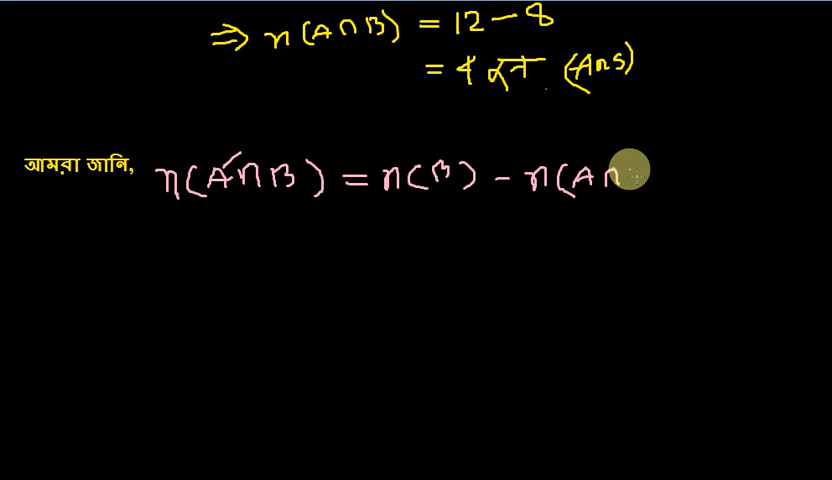 ⇒ n(A∩B) = 12 – 8
= 4 জন (Ans)
আমরা জানি, n(A′∩B) = n(B) – n(A∩